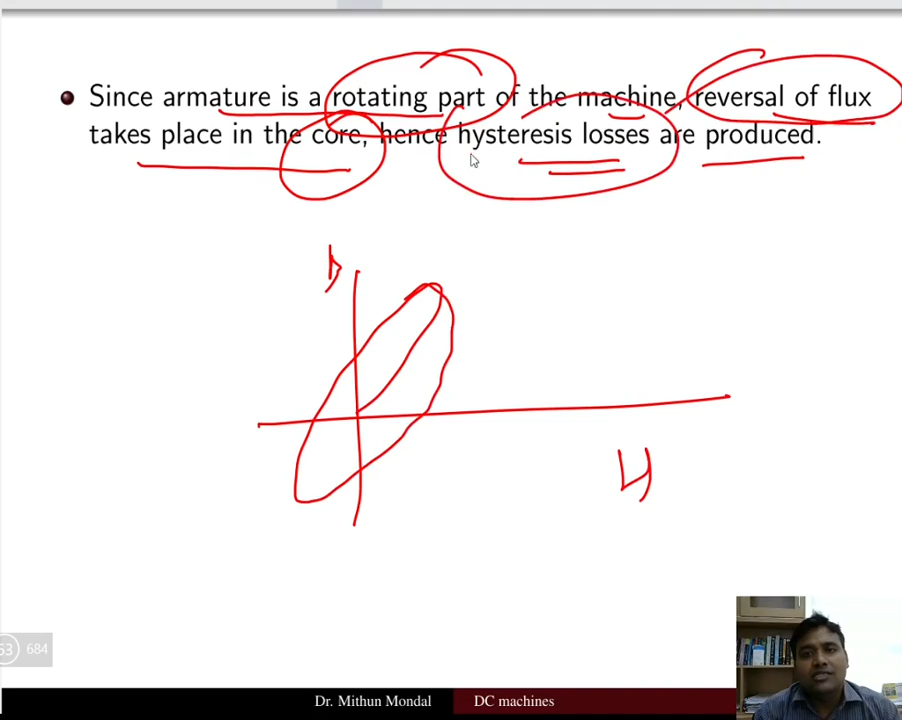 Since armature is a rotating part of the machine, reversal of flux
takes place in the core, hence hysteresis losses are produced.
H
684
Dr. Mithun Mondal DC machines